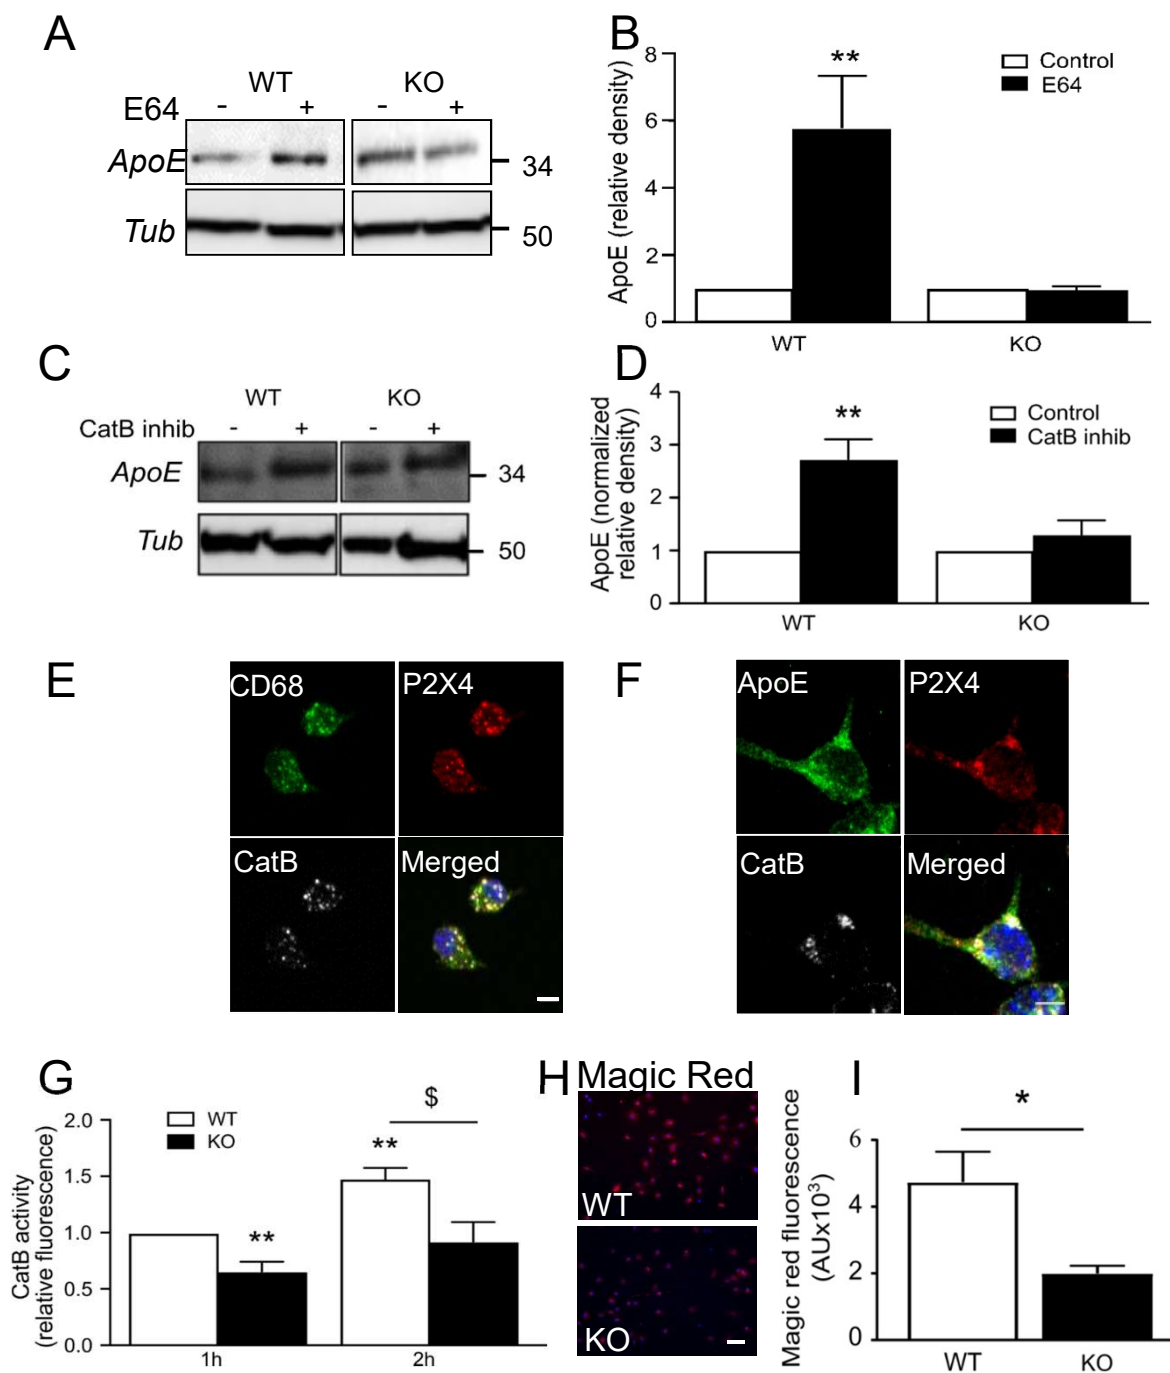 A
WT KO
E64 - + - +
ApoE 34
Tub 50
B
ApoE (relative density)
8
6
4
2
0
**
Control
E64
WT KO
C
WT KO
CatB inhib - + - +
ApoE 34
Tub 50
D
ApoE (normalized
relative density)
4
3
2
1
0
**
Control
CatB inhib
WT KO
E
CD68 P2X4
CatB Merged
F
ApoE P2X4
CatB Merged
G
CatB activity
(relative fluorescence)
2.0
1.5
1.0
0.5
0.0
WT
KO
**
**
$
1h 2h
H
Magic Red
WT
KO
I
Magic red fluorescence
(AUx10³)
6
4
2
0
*
WT KO